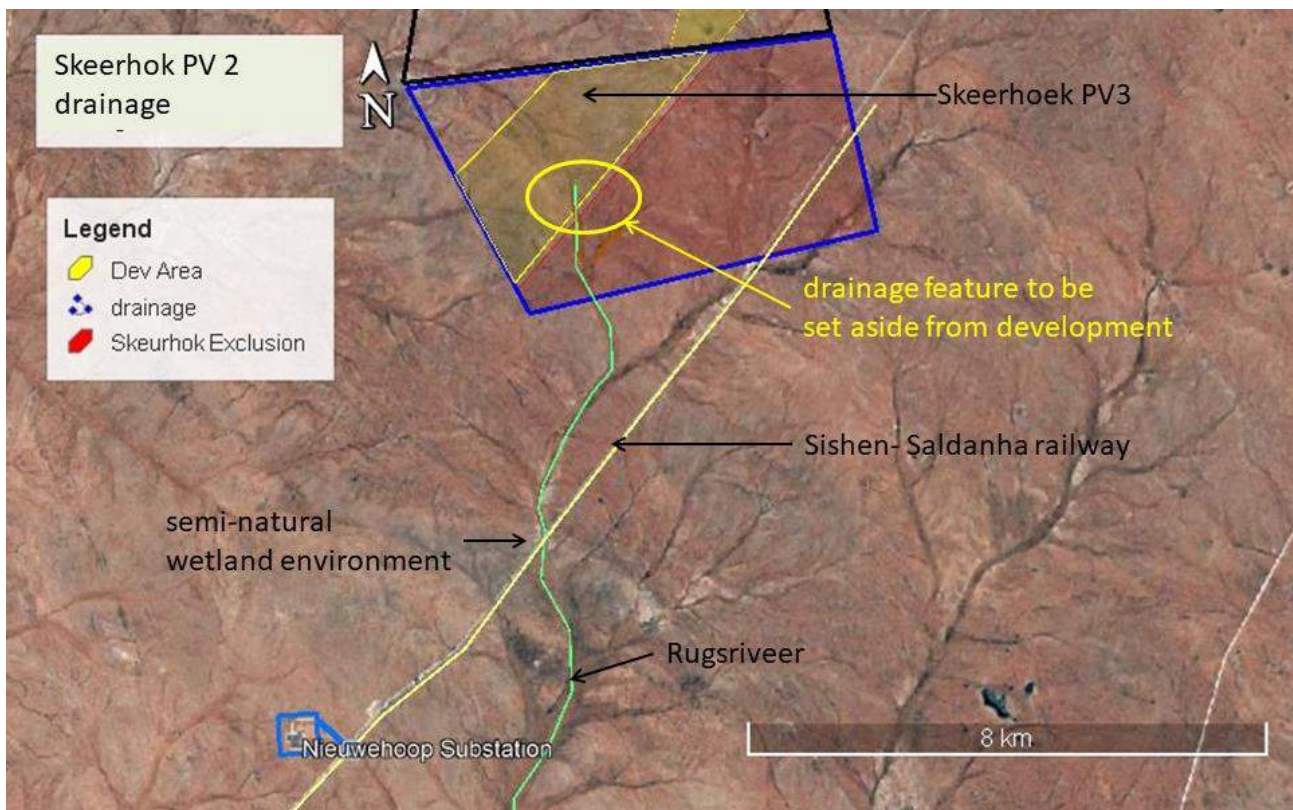 Skeerhok PV 2
drainage
N
Skeerhoek PV3
Legend
Dev Area
drainage
Skeurhok Exclusion
drainage feature to be
set aside from development
Sishen- Saldanha railway
semi-natural
wetland environment
Rugsriveer
Nieuwehoop Substation
8 km